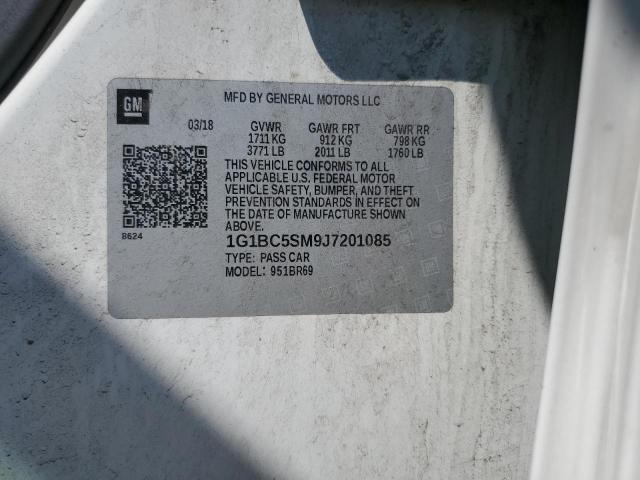 GM
MFD BY GENERAL MOTORS LLC
03/18 GVWR GAWR FRT GAWR RR
1711 KG 912 KG 798 KG
3771 LB 2011 LB 1760 LB
THIS VEHICLE CONFORMS TO ALL
APPLICABLE U.S. FEDERAL MOTOR
VEHICLE SAFETY, BUMPER, AND THEFT
PREVENTION STANDARDS IN EFFECT ON
THE DATE OF MANUFACTURE SHOWN
ABOVE.
8624
1G1BC5SM9J7201085
TYPE: PASS CAR
MODEL: 951BR69